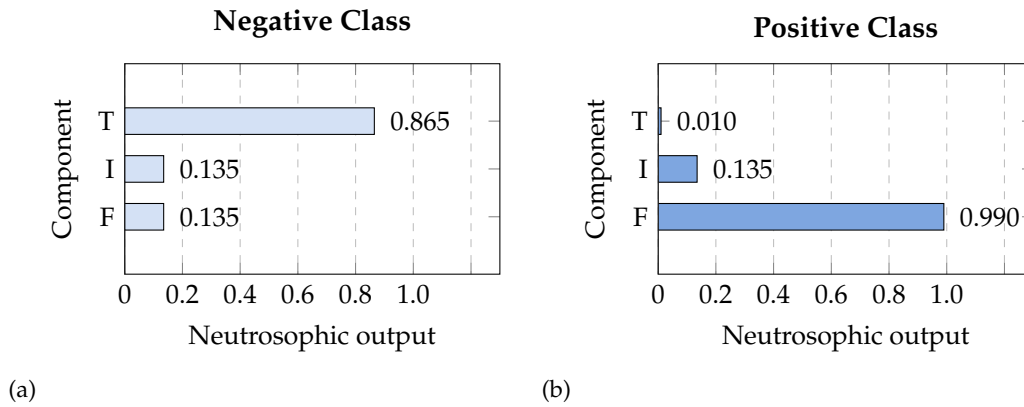 Negative Class
Component
T 0.865
I 0.135
F 0.135
0 0.2 0.4 0.6 0.8 1.0
Neutrosophic output
(a)
Positive Class
Component
T 0.010
I 0.135
F 0.990
0 0.2 0.4 0.6 0.8 1.0
Neutrosophic output
(b)